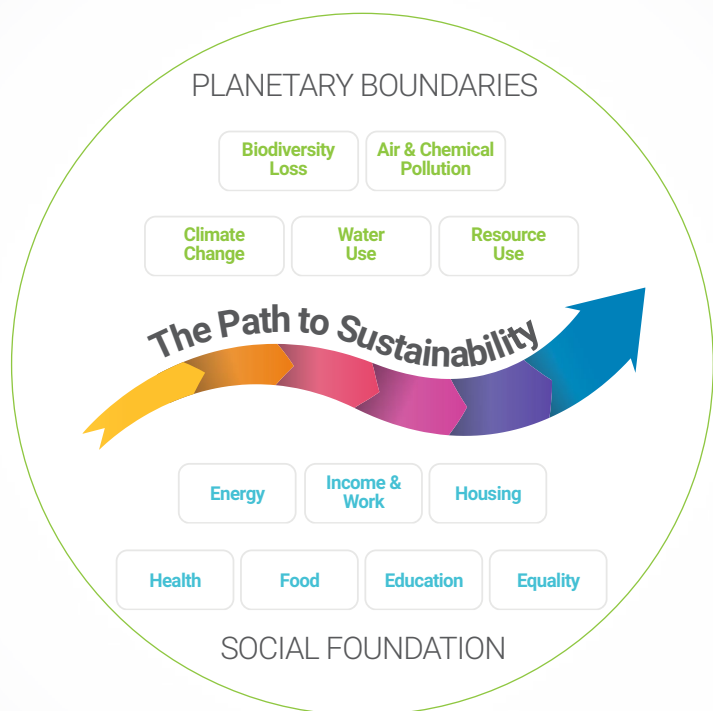 PLANETARY BOUNDARIES
Biodiversity
Loss
Air & Chemical
Pollution
Climate
Change
Water
Use
Resource
Use
The Path to Sustainability
Energy
Income &
Work
Housing
Health
Food
Education
Equality
SOCIAL FOUNDATION